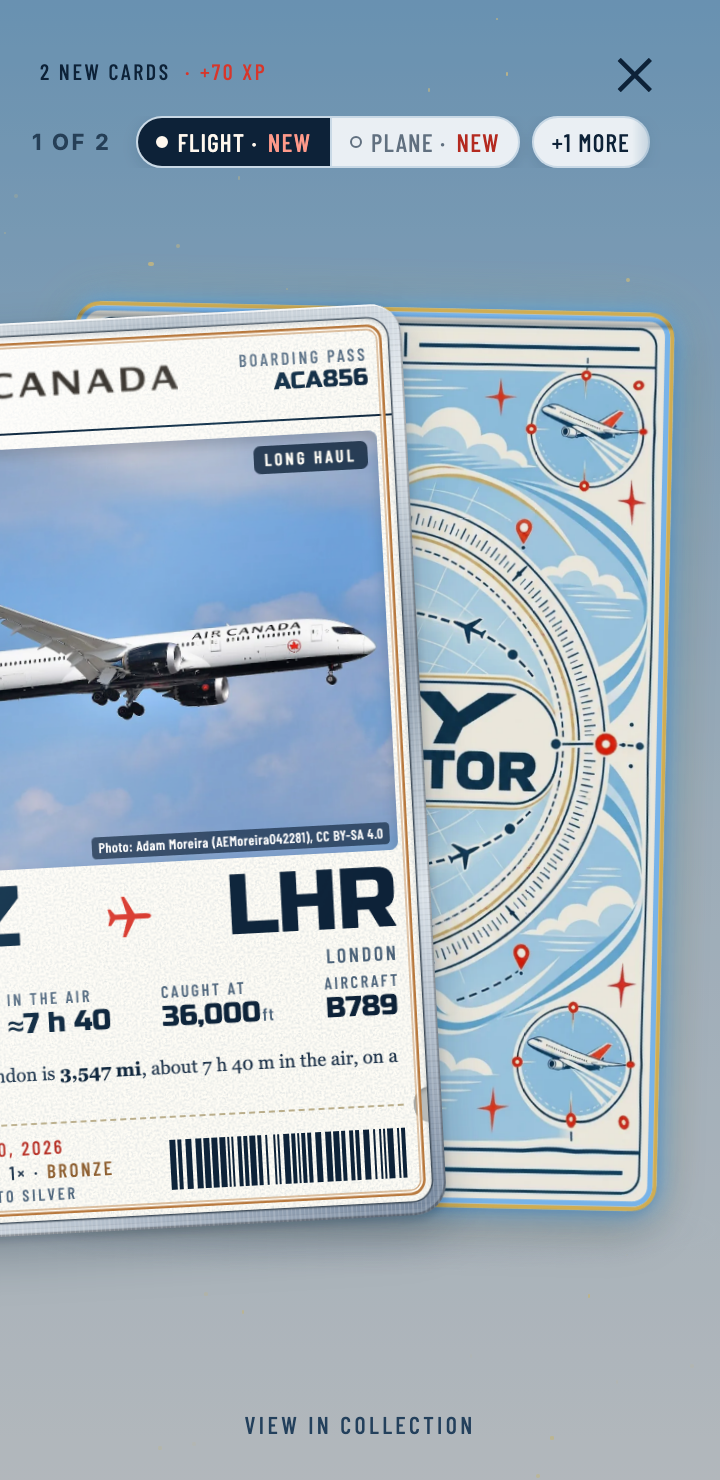 2 NEW CARDS · +70 XP
1 OF 2
FLIGHT · NEW
PLANE · NEW
+1 MORE
CANADA
BOARDING PASS
ACA856
LONG HAUL
AIR CANADA
Photo: Adam Moreira (AEMoreira042281), CC BY-SA 4.0
Z
LHR
LONDON
IN THE AIR
≈7 h 40
CAUGHT AT
36,000ft
AIRCRAFT
B789
ndon is 3,547 mi, about 7 h 40 m in the air, on a
0, 2026
1× · BRONZE
TO SILVER
Y
TOR
VIEW IN COLLECTION